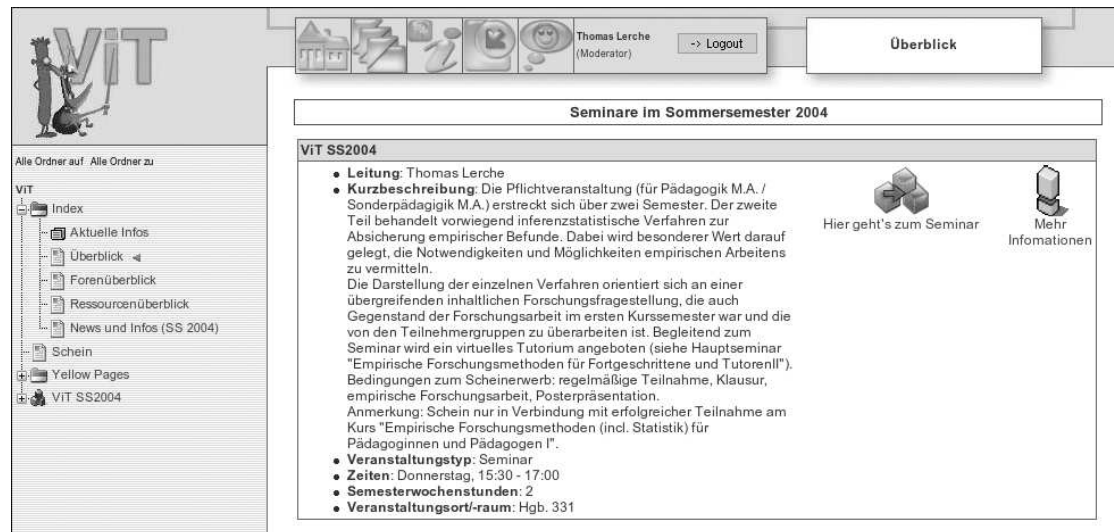 ViT
Thomas Lerche
(Moderator)
-> Logout
Überblick
Alle Ordner auf Alle Ordner zu
ViT
Index
Aktuelle Infos
Überblick
Forenüberblick
Ressourcenüberblick
News und Infos (SS 2004)
Schein
Yellow Pages
ViT SS2004
Seminare im Sommersemester 2004
ViT SS2004
Leitung: Thomas Lerche
Kurzbeschreibung: Die Pflichtveranstaltung (für Pädagogik M.A. /
Sonderpädagigik M.A.) erstreckt sich über zwei Semester. Der zweite
Teil behandelt vorwiegend inferenzstatistische Verfahren zur
Absicherung empirischer Befunde. Dabei wird besonderer Wert darauf
gelegt, die Notwendigkeiten und Möglichkeiten empirischen Arbeitens
zu vermitteln.
Die Darstellung der einzelnen Verfahren orientiert sich an einer
übergreifenden inhaltlichen Forschungsfragestellung, die auch
Gegenstand der Forschungsarbeit im ersten Kurssemester war und die
von den Teilnehmergruppen zu überarbeiten ist. Begleitend zum
Seminar wird ein virtuelles Tutorium angeboten (siehe Hauptseminar
"Empirische Forschungsmethoden für Fortgeschrittene und TutorenII").
Bedingungen zum Scheinerwerb: regelmäßige Teilnahme, Klausur,
empirische Forschungsarbeit, Posterpräsentation.
Anmerkung: Schein nur in Verbindung mit erfolgreicher Teilnahme am
Kurs "Empirische Forschungsmethoden (incl. Statistik) für
Pädagoginnen und Pädagogen I".
Veranstaltungstyp: Seminar
Zeiten: Donnerstag, 15:30 - 17:00
Semesterwochenstunden: 2
Veranstaltungsort/-raum: Hgb. 331
Hier geht's zum Seminar
Mehr
Infomationen